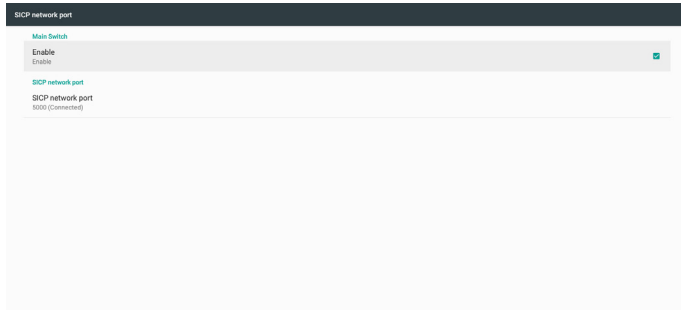 SICP network port
Main Switch
Enable
Enable
SICP network port
SICP network port
5000 (Connected)